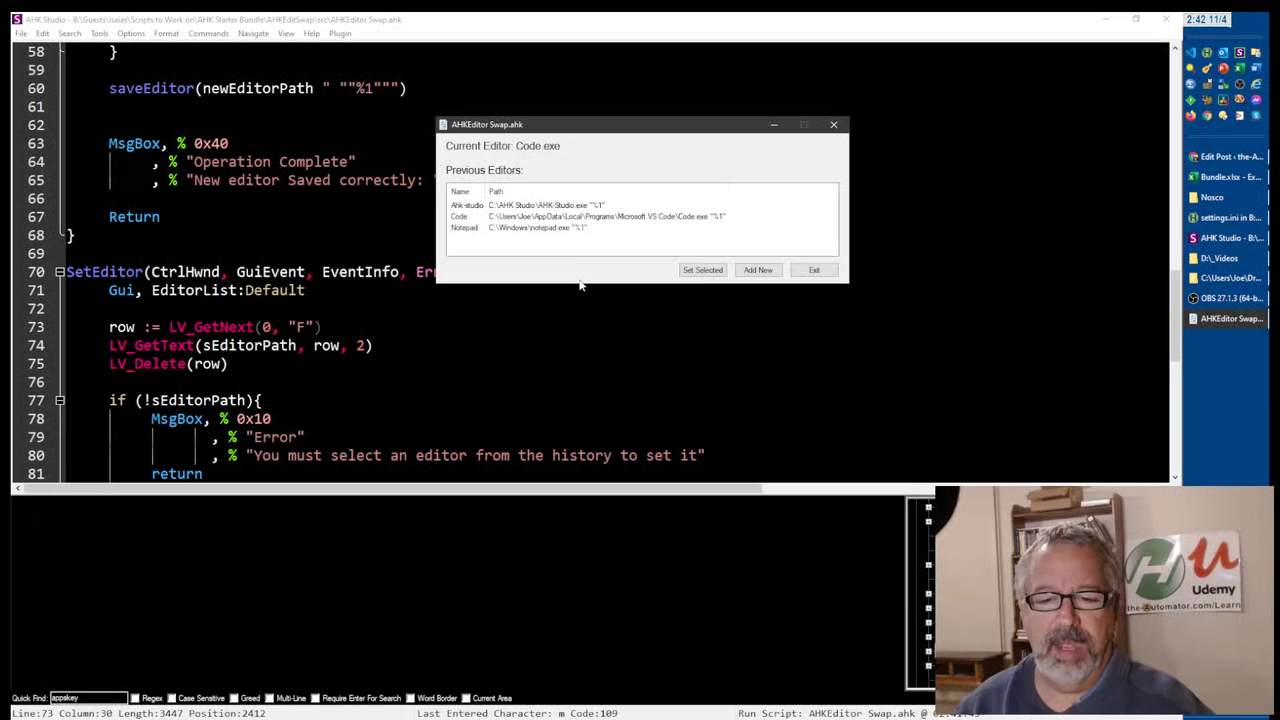 AHK Studio - B:\Guests\Isaias\Scripts to Work on\AHK Starter Bundle\AHKEditSwap\src\AHKEditor Swap.ahk
2:42 11/4
File Edit Search Tools Options Format Commands Navigate View Help Plugin
58 }
59
60 saveEditor(newEditorPath " ""%1""")
61
62
63 MsgBox, % 0x40
64 , % "Operation Complete"
65 , % "New editor Saved correctly: "
66
67 Return
68 }
69
70 SetEditor(CtrlHwnd, GuiEvent, EventInfo, Er
71 Gui, EditorList:Default
72
73 row := LV_GetNext(0, "F")
74 LV_GetText(sEditorPath, row, 2)
75 LV_Delete(row)
76
77 if (!sEditorPath){
78 MsgBox, % 0x10
79 , % "Error"
80 , % "You must select an editor from the history to set it"
81 return
AHKEditor Swap.ahk
Current Editor: Code.exe
Previous Editors:
Name Path
Ahk-studio C:\AHK Studio\AHK-Studio.exe "%1"
Code C:\Users\Joe\AppData\Local\Programs\Microsoft VS Code\Code.exe "%1"
Notepad C:\Windows\notepad.exe "%1"
Set Selected Add New Exit
Edit Post ‹ the-A...
Bundle.xlsx - Ex...
Nosco
settings.ini in B...
AHK Studio - B:...
D:\_Videos
C:\Users\Joe\Dr...
OBS 27.1.3 (64-b...
AHKEditor Swap...
H U
Udemy
the-Automator.com/Learn
Quick Find: appskey Regex Case Sensitive Greed Multi-Line Require Enter For Search Word Border Current Area
Line:73 Column:30 Length:3447 Position:2412 Last Entered Character: m Code:109 Run Script: AHKEditor Swap.ahk @